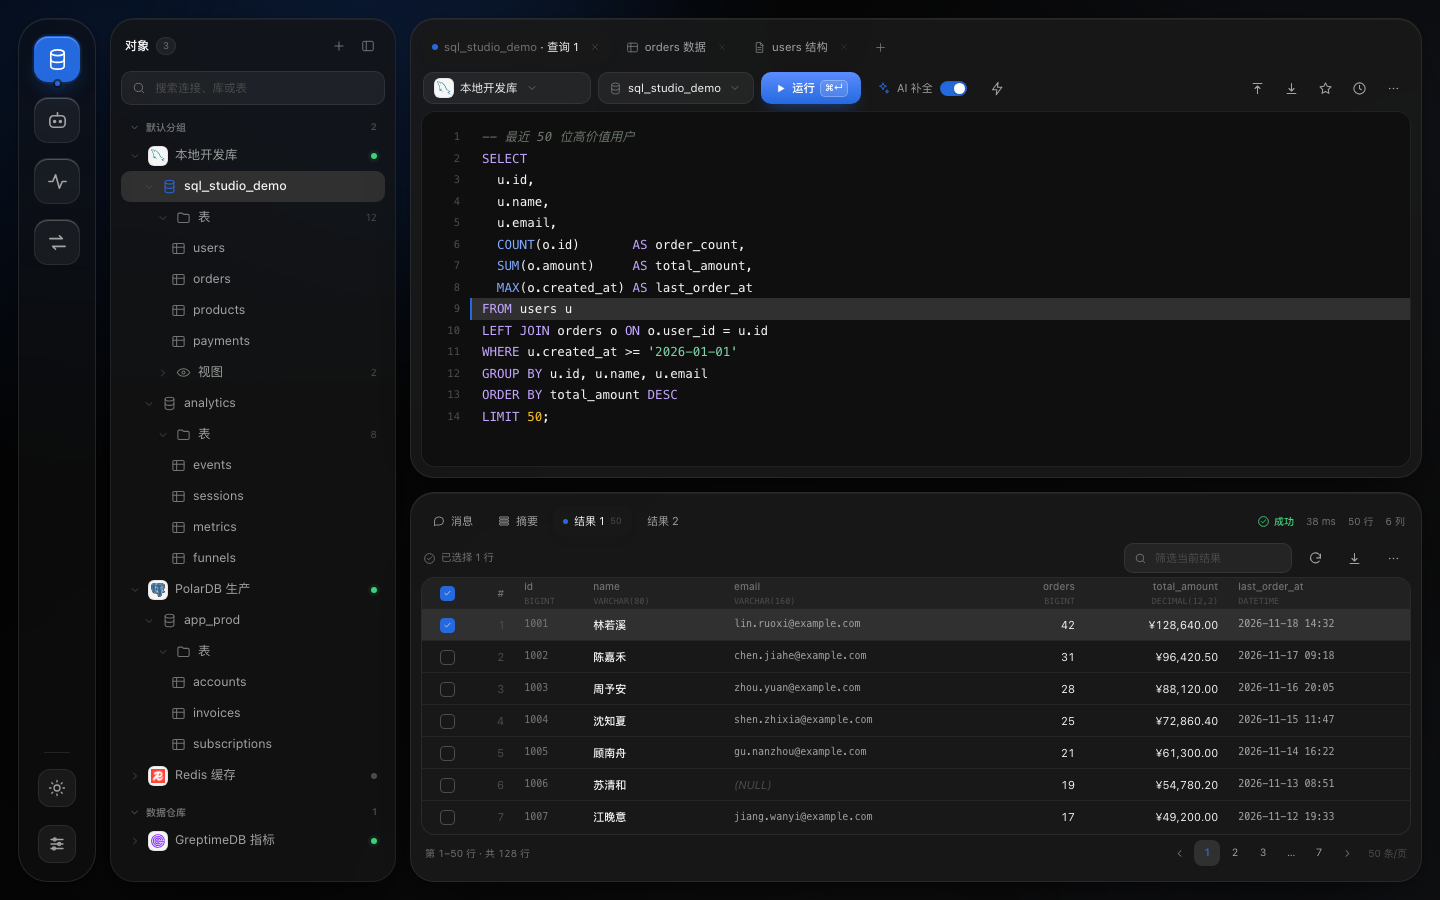 对象 3
搜索连接、库或表
默认分组 2
本地开发库
sql_studio_demo
表 12
users
orders
products
payments
视图 2
analytics
表 8
events
sessions
metrics
funnels
PolarDB 生产
app_prod
表
accounts
invoices
subscriptions
Redis 缓存
数据仓库 1
GreptimeDB 指标
sql_studio_demo · 查询 1 × orders 数据 × users 结构 × +
本地开发库 sql_studio_demo 运行 ⌘↵ AI 补全
1 -- 最近 50 位高价值用户
2 SELECT
3 u.id,
4 u.name,
5 u.email,
6 COUNT(o.id) AS order_count,
7 SUM(o.amount) AS total_amount,
8 MAX(o.created_at) AS last_order_at
9 FROM users u
10 LEFT JOIN orders o ON o.user_id = u.id
11 WHERE u.created_at >= '2026-01-01'
12 GROUP BY u.id, u.name, u.email
13 ORDER BY total_amount DESC
14 LIMIT 50;
消息 摘要 结果 1 50 结果 2 成功 38 ms 50 行 6 列
已选择 1 行 筛选当前结果
# id name email orders total_amount last_order_at
BIGINT VARCHAR(80) VARCHAR(160) BIGINT DECIMAL(12,2) DATETIME
1 1001 林若溪 lin.ruoxi@example.com 42 ¥128,640.00 2026-11-18 14:32
2 1002 陈嘉禾 chen.jiahe@example.com 31 ¥96,420.50 2026-11-17 09:18
3 1003 周予安 zhou.yuan@example.com 28 ¥88,120.00 2026-11-16 20:05
4 1004 沈知夏 shen.zhixia@example.com 25 ¥72,860.40 2026-11-15 11:47
5 1005 顾南舟 gu.nanzhou@example.com 21 ¥61,300.00 2026-11-14 16:22
6 1006 苏清和 (NULL) 19 ¥54,780.20 2026-11-13 08:51
7 1007 江晚意 jiang.wanyi@example.com 17 ¥49,200.00 2026-11-12 19:33
第 1-50 行 · 共 128 行 1 2 3 … 7 50 条/页